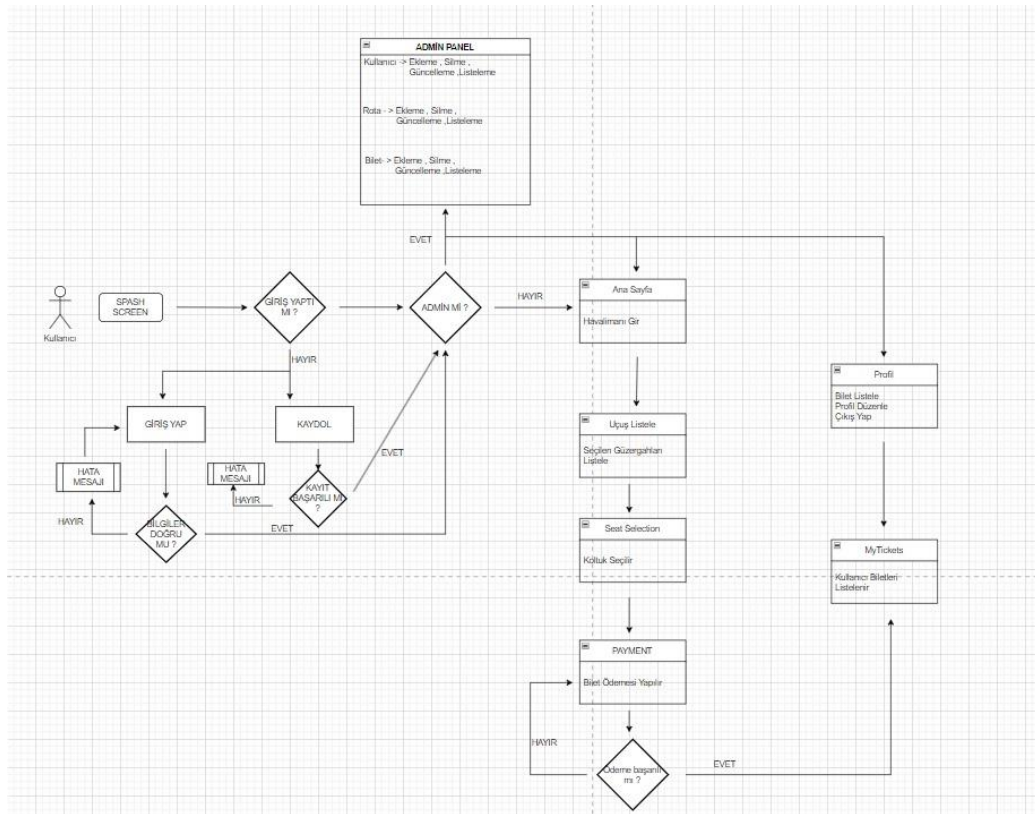 ADMİN PANEL
Kullanıcı -> Ekleme , Silme ,
Güncelleme ,Listeleme
Rota - > Ekleme , Silme ,
Güncelleme ,Listeleme
Bilet- > Ekleme , Silme ,
Güncelleme ,Listeleme
EVET
Kullanıcı
SPASH
SCREEN
GİRİŞ YAPTI
MI ?
ADMİN Mİ ?
HAYIR
Ana Sayfa
Havalimanı Gir
HAYIR
GİRİŞ YAP
KAYDOL
EVET
HATA
MESAJI
HATA
MESAJI
HAYIR
KAYIT
BAŞARILI MI
?
HAYIR
BİLGİLER
DOĞRU
MU ?
EVET
Uçuş Listele
Seçilen Güzergahları
Listele
Profil
Bilet Listele
Profil Düzenle
Çıkış Yap
Seat Selection
Koltuk Seçilir
MyTickets
Kullanıcı Biletleri
Listelenir
PAYMENT
Bilet Ödemesi Yapılır
HAYIR
Ödeme başarılı
mı ?
EVET